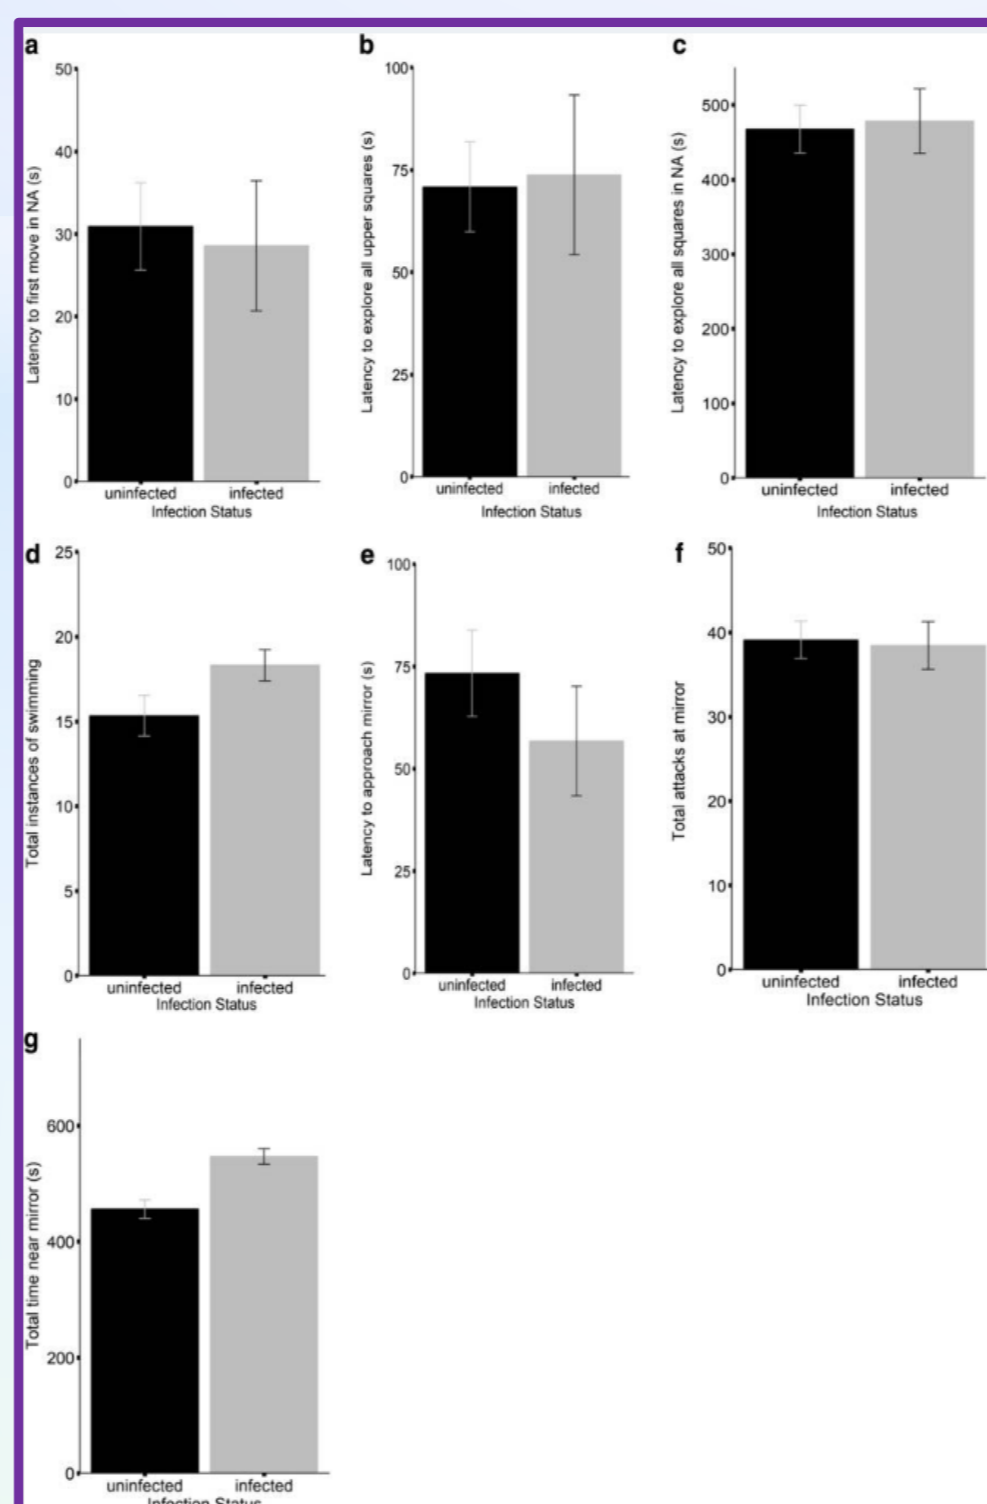 a
50
40
30
20
10
0
Latency to first move in NA (s)
uninfected infected
Infection Status
b
100
75
50
25
0
Latency to explore all upper squares (s)
uninfected infected
Infection Status
c
500
400
300
200
100
0
Latency to explore all squares in NA (s)
uninfected infected
Infection Status
d
25
20
15
10
5
0
Total instances of swimming
uninfected infected
Infection Status
e
100
75
50
25
0
Latency to approach mirror (s)
uninfected infected
Infection Status
f
50
40
30
20
10
0
Total attacks at mirror
uninfected infected
Infection Status
g
600
400
200
0
Total time near mirror (s)
uninfected infected
Infection Status